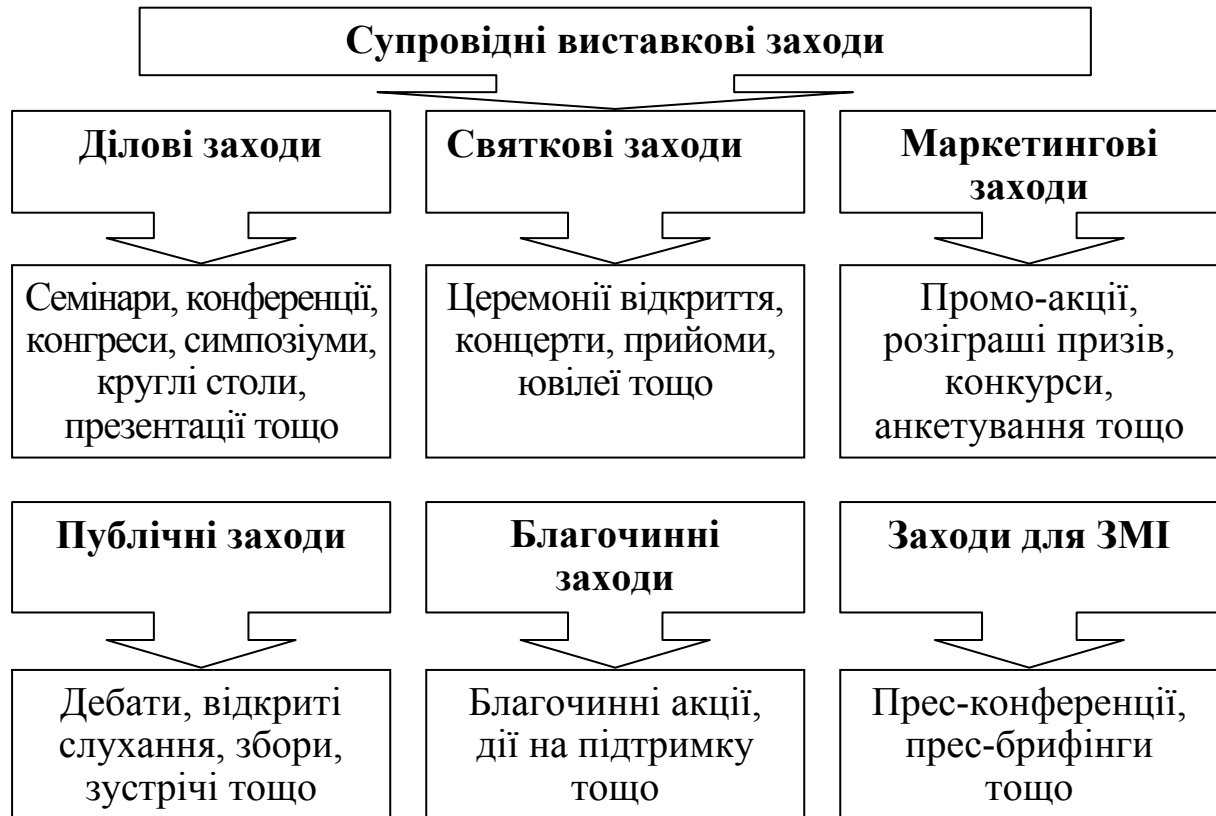 Супровідні виставкові заходи
Ділові заходи
Семінари, конференції,
конгреси, симпозіуми,
круглі столи,
презентації тощо
Святкові заходи
Церемонії відкриття,
концерти, прийоми,
ювілеї тощо
Маркетингові
заходи
Промо-акції,
розіграші призів,
конкурси,
анкетування тощо
Публічні заходи
Дебати, відкриті
слухання, збори,
зустрічі тощо
Благочинні
заходи
Благочинні акції,
дії на підтримку
тощо
Заходи для ЗМІ
Прес-конференції,
прес-брифінги
тощо